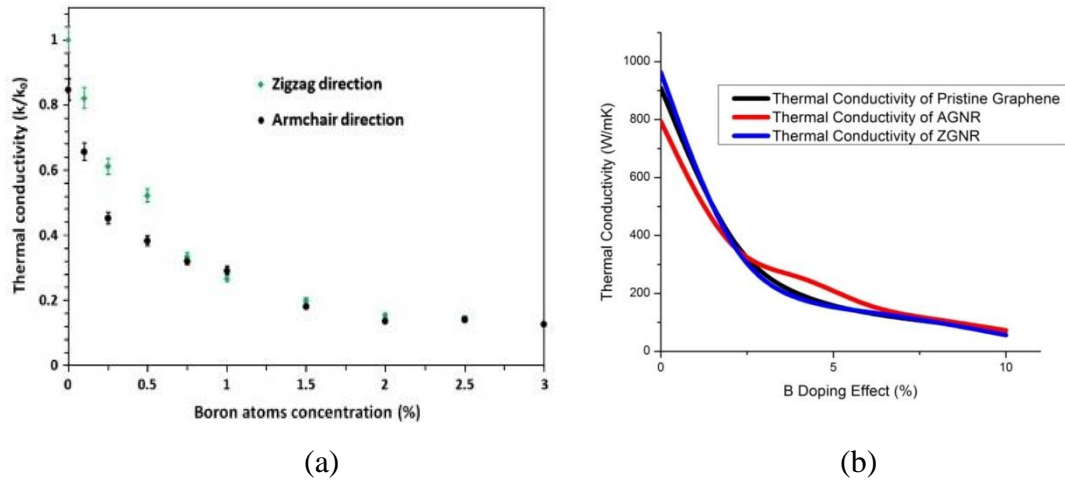 Thermal conductivity (k/k₀)
1
0.8
0.6
0.4
0.2
0
Zigzag direction
Armchair direction
0 0.5 1 1.5 2 2.5 3
Boron atoms concentration (%)
(a)
Thermal Conductivity (W/mK)
1000
800
600
400
200
0
Thermal Conductivity of Pristine Graphene
Thermal Conductivity of AGNR
Thermal Conductivity of ZGNR
0 5 10
B Doping Effect (%)
(b)